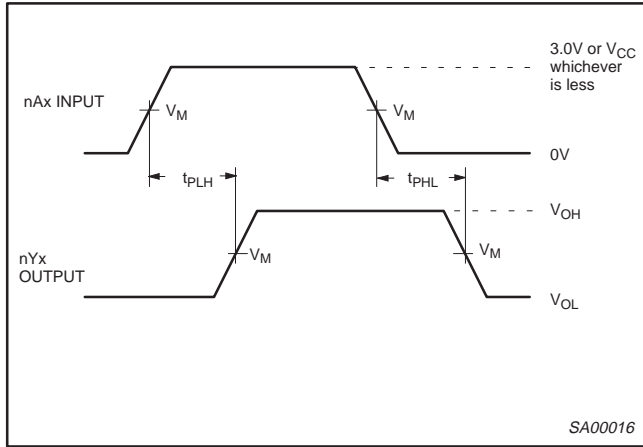 3.0V or VCC
whichever
is less
nAx INPUT
VM
VM
0V
tPLH
tPHL
VOH
nYx
OUTPUT
VM
VM
VOL
SA00016